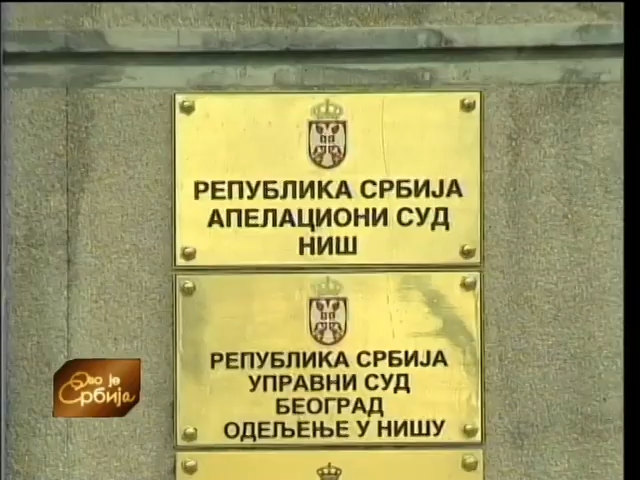 РЕПУБЛИКА СРБИЈА
АПЕЛАЦИОНИ СУД
НИШ
РЕПУБЛИКА СРБИЈА
УПРАВНИ СУД
БЕОГРАД
ОДЕЉЕЊЕ У НИШУ
Ово је
Србија